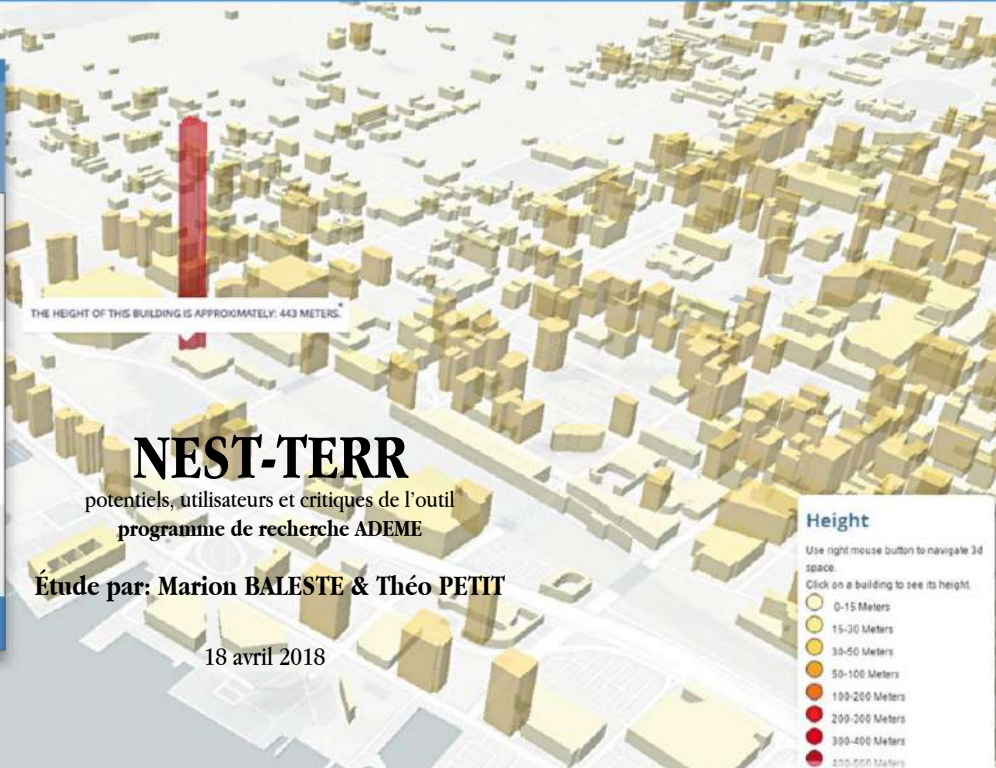 THE HEIGHT OF THIS BUILDING IS APPROXIMATELY: 443 METERS.
×
NEST-TERR
potentiels, utilisateurs et critiques de l'outil
programme de recherche ADEME
Étude par: Marion BALESTE & Théo PETIT
18 avril 2018
Height
Use right mouse button to navigate 3d
space.
Click on a building to see its height.
0-15 Meters
15-30 Meters
30-50 Meters
50-100 Meters
100-200 Meters
200-300 Meters
300-400 Meters
400-500 Meters